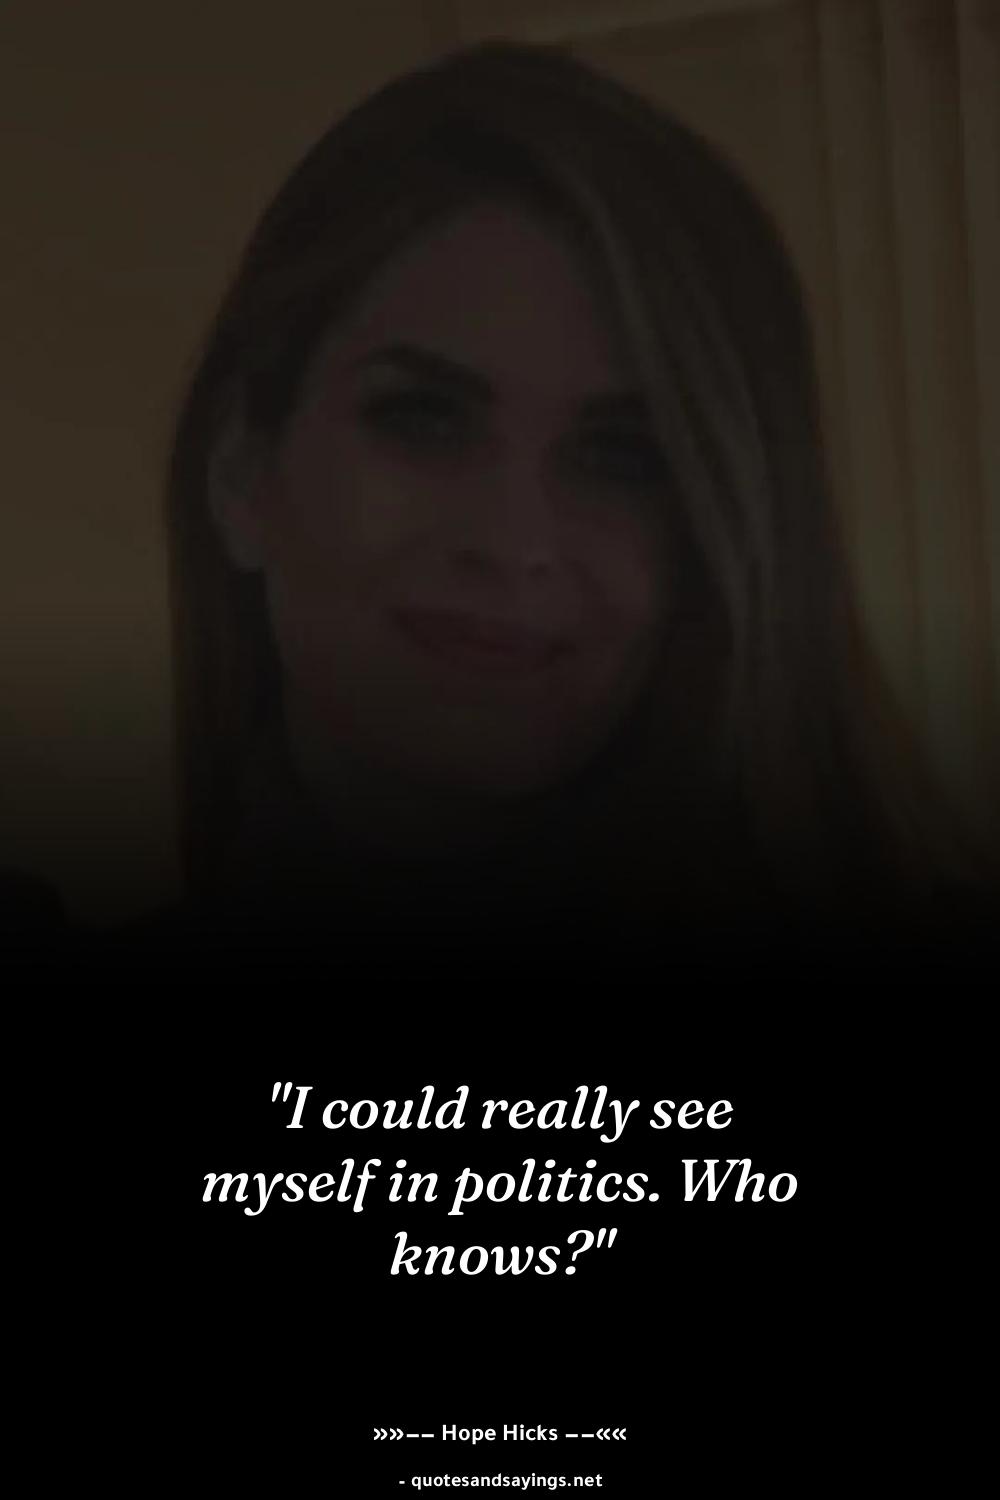 "I could really see
myself in politics. Who
knows?"
»»−− Hope Hicks −−««
- quotesandsayings.net